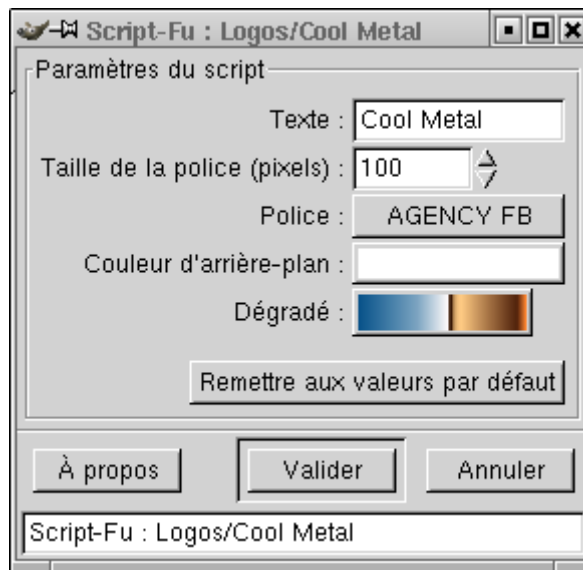 Script-Fu : Logos/Cool Metal
Paramètres du script
Texte : Cool Metal
Taille de la police (pixels) : 100
Police : AGENCY FB
Couleur d'arrière-plan :
Dégradé :
Remettre aux valeurs par défaut
À propos Valider Annuler
Script-Fu : Logos/Cool Metal